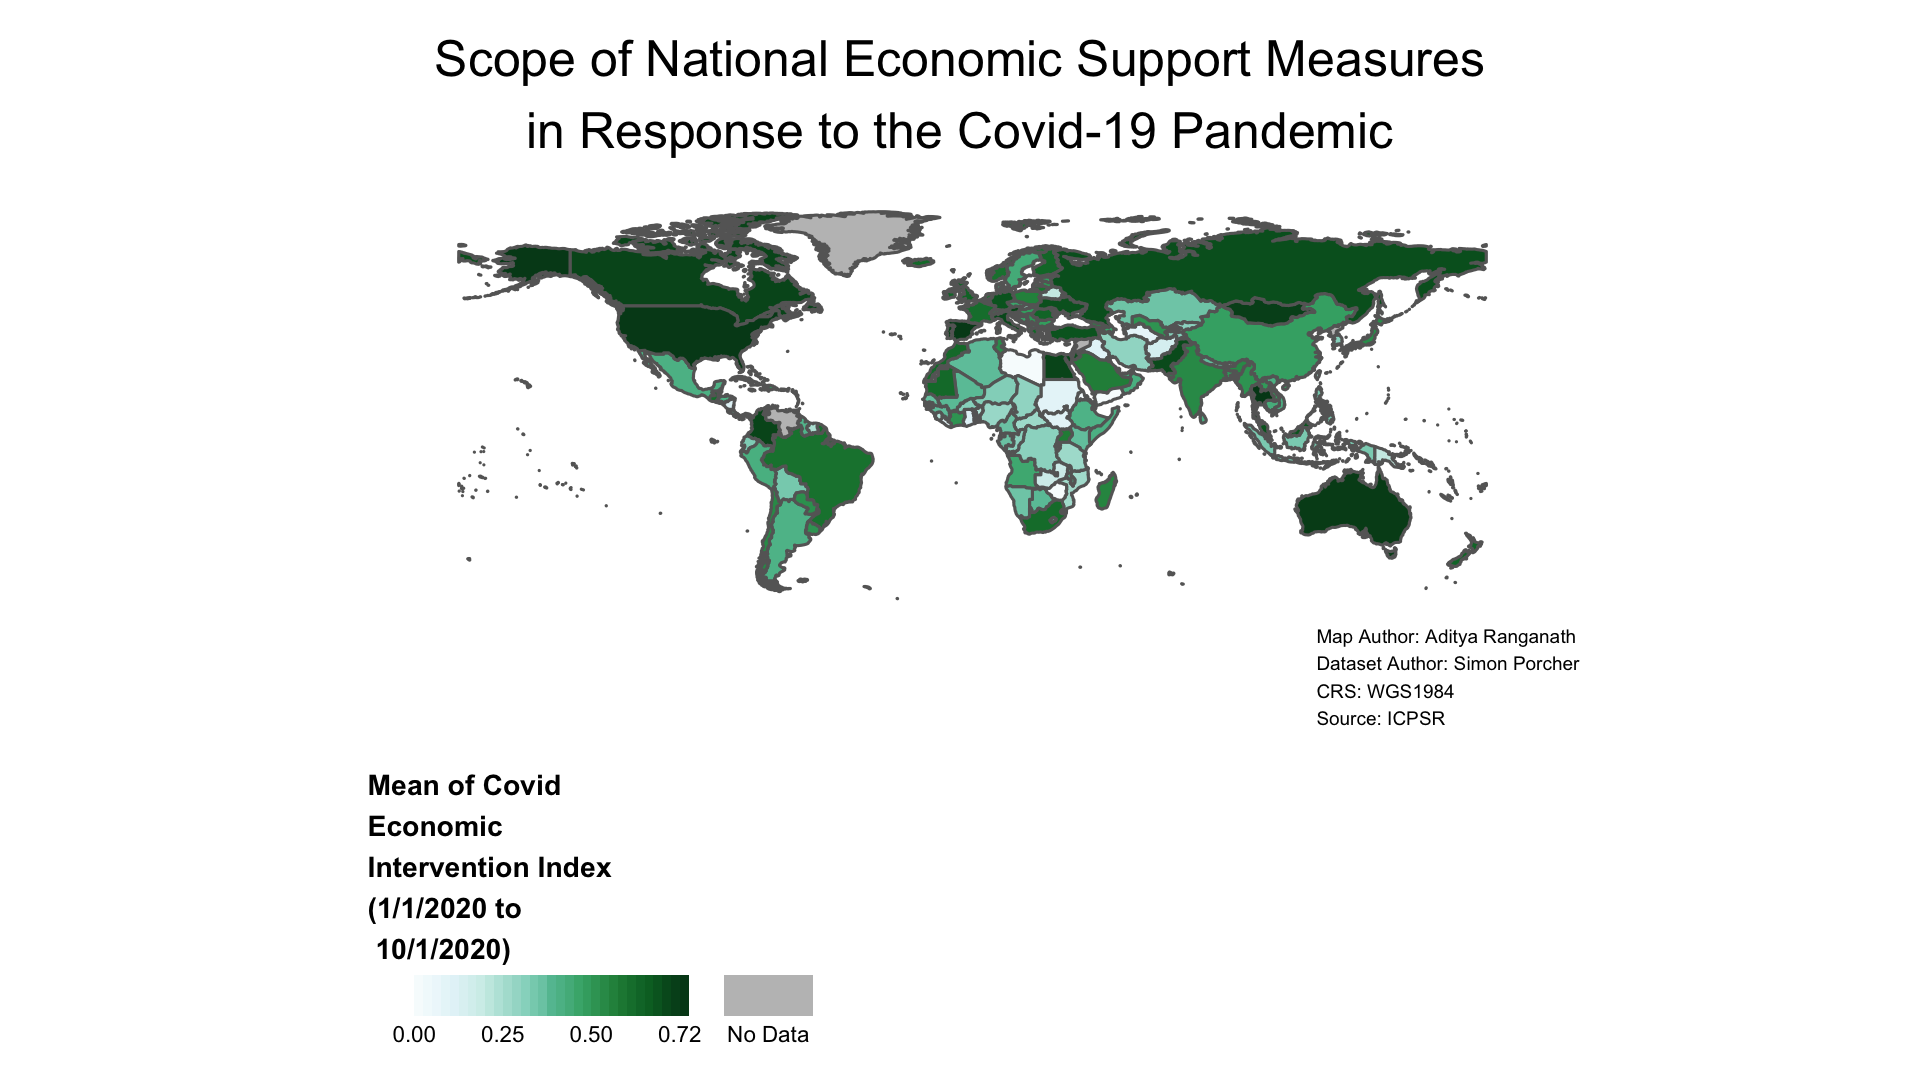 Scope of National Economic Support Measures
in Response to the Covid-19 Pandemic
Map Author: Aditya Ranganath
Dataset Author: Simon Porcher
CRS: WGS1984
Source: ICPSR
Mean of Covid
Economic
Intervention Index
(1/1/2020 to
10/1/2020)
0.00 0.25 0.50 0.72 No Data